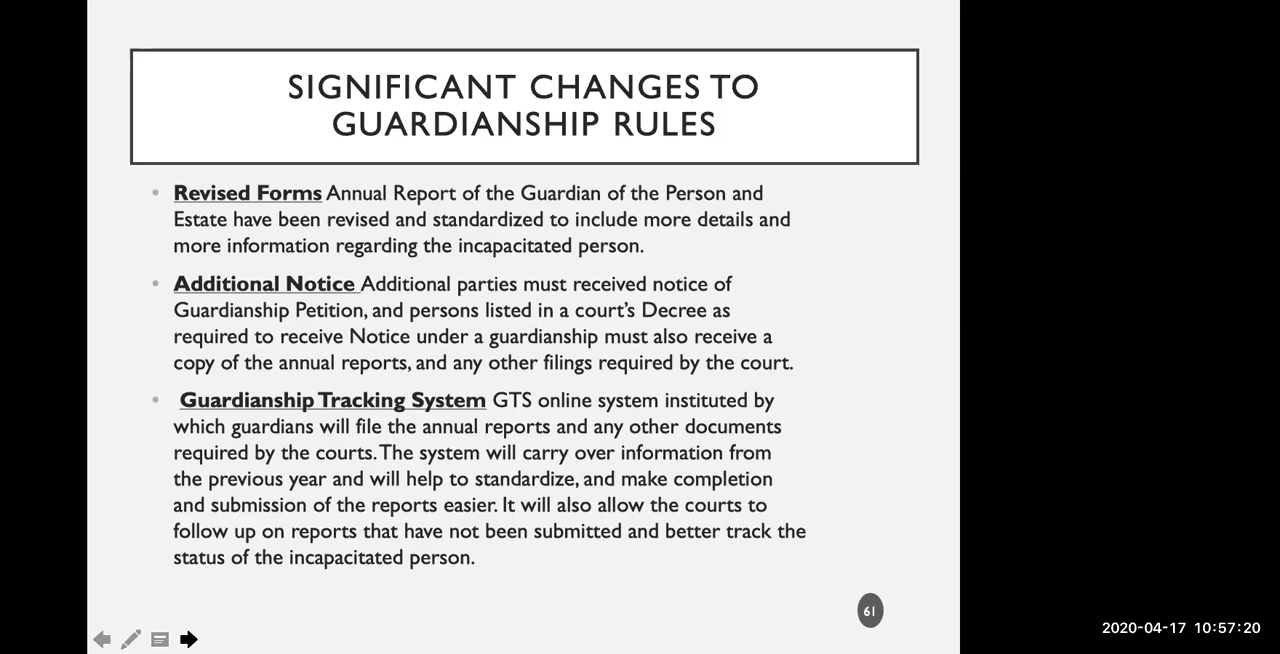 SIGNIFICANT CHANGES TO
GUARDIANSHIP RULES
• Revised Forms Annual Report of the Guardian of the Person and
Estate have been revised and standardized to include more details and
more information regarding the incapacitated person.
• Additional Notice Additional parties must received notice of
Guardianship Petition, and persons listed in a court's Decree as
required to receive Notice under a guardianship must also receive a
copy of the annual reports, and any other filings required by the court.
• Guardianship Tracking System GTS online system instituted by
which guardians will file the annual reports and any other documents
required by the courts. The system will carry over information from
the previous year and will help to standardize, and make completion
and submission of the reports easier. It will also allow the courts to
follow up on reports that have not been submitted and better track the
status of the incapacitated person.
61
2020-04-17 10:57:20